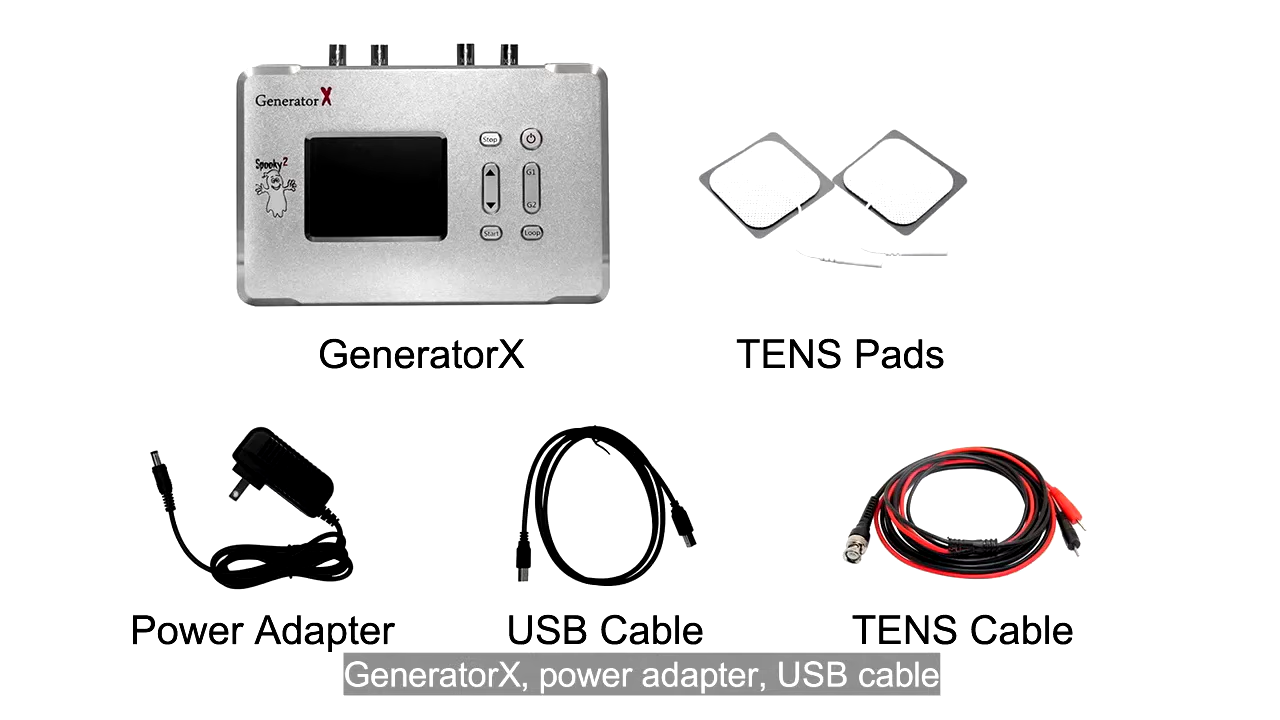 Generator X
Spooky2
Stop
G1
G2
Start
Loop
GeneratorX
TENS Pads
Power Adapter
USB Cable
TENS Cable
GeneratorX, power adapter, USB cable